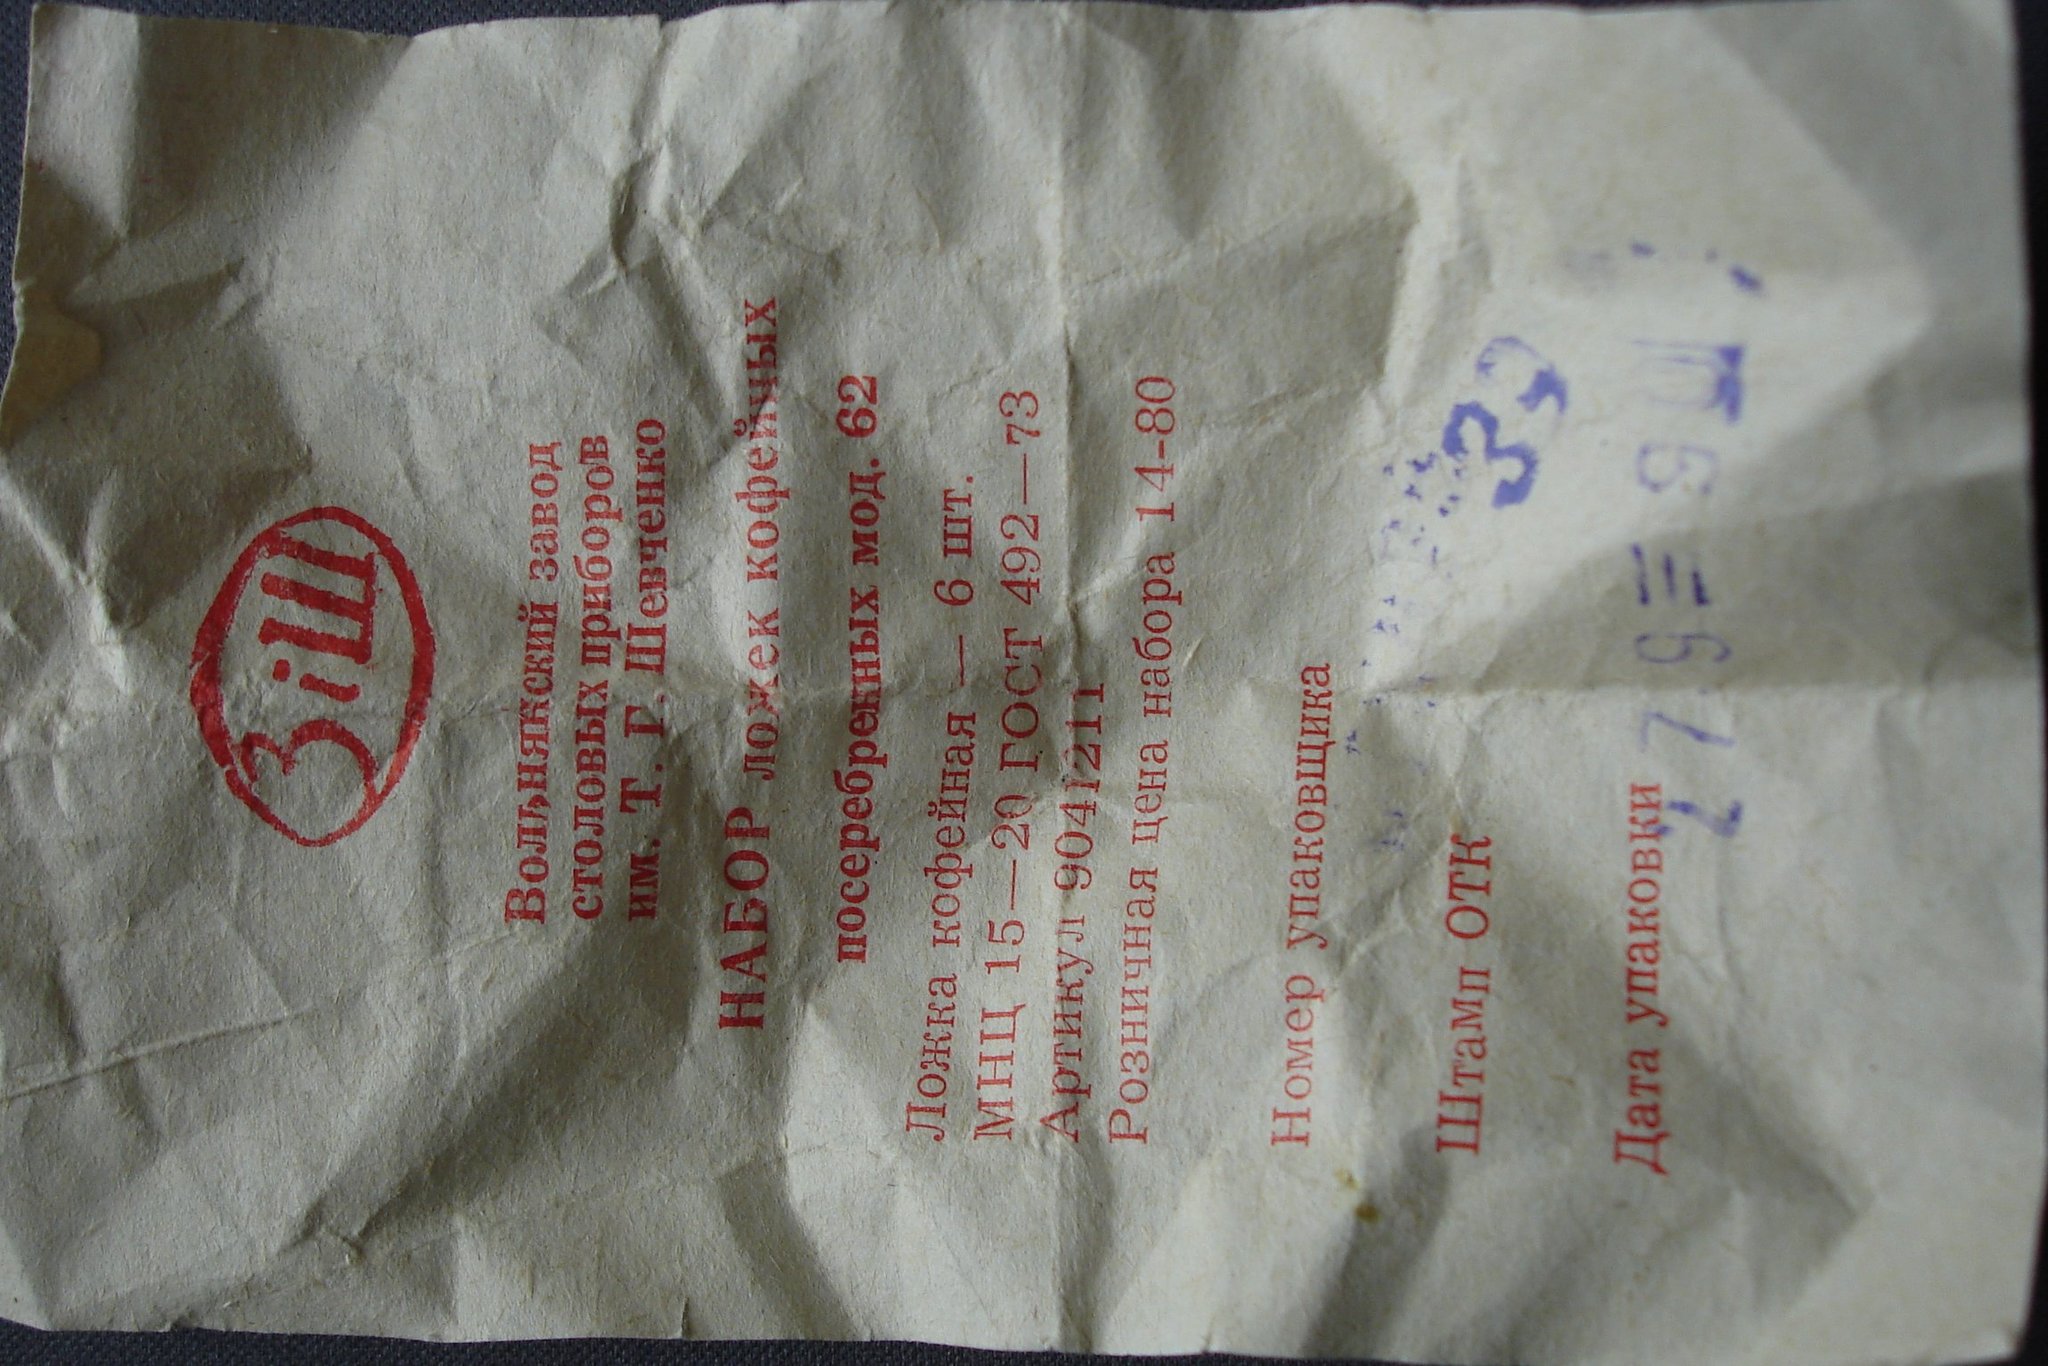 ЗіШ
Вольнянский завод
столовых приборов
им. Т. Г. Шевченко
НАБОР ложек кофейных
посеребренных мод. 62
Ложка кофейная — 6 шт.
МНЦ 15—20 ГОСТ 492—73
Артикул 9041211
Розничная цена набора 14-80
Номер упаковщика
Штамп ОТК
Дата упаковки